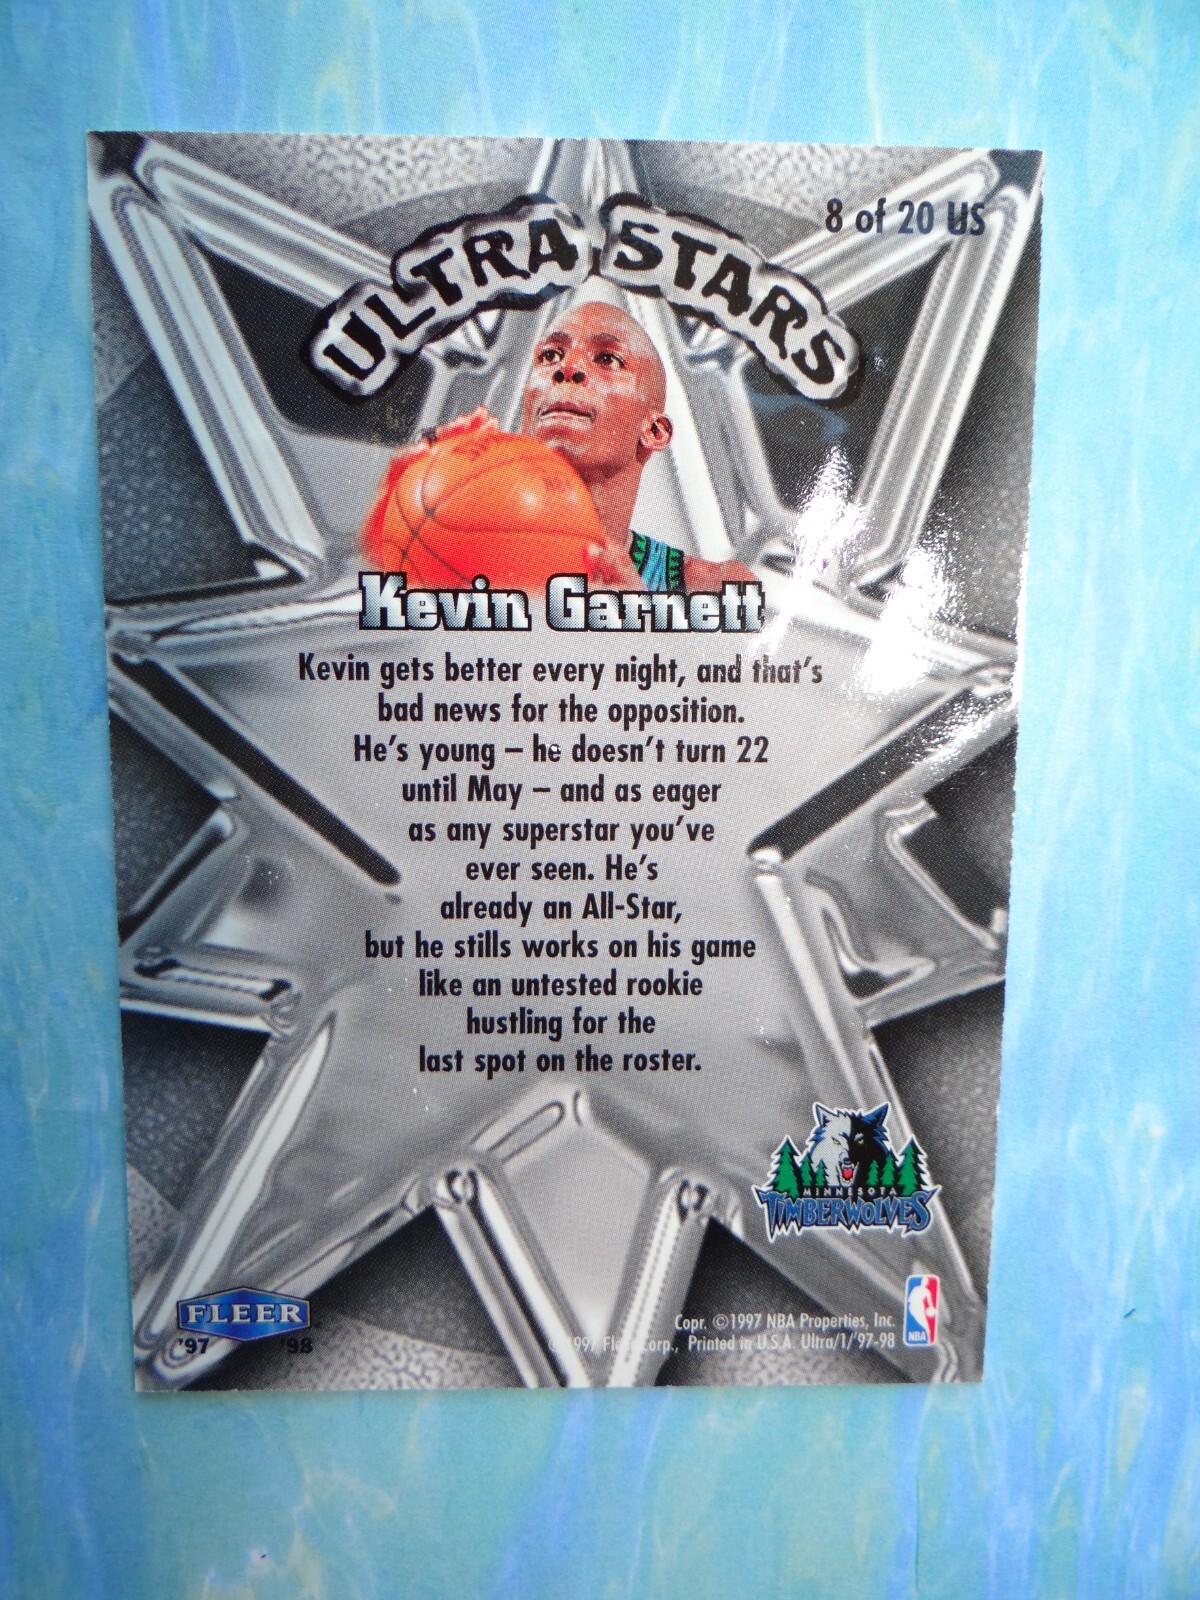 8 of 20 US
ULTRA STARS
Kevin Garnett
Kevin gets better every night, and that's
bad news for the opposition.
He's young – he doesn't turn 22
until May – and as eager
as any superstar you've
ever seen. He's
already an All-Star,
but he stills works on his game
like an untested rookie
hustling for the
last spot on the roster.
MINNESOTA
TIMBERWOLVES
FLEER
'97 98
Copr. ©1997 NBA Properties, Inc.
Corp., Printed in U.S.A. Ultra/1/'97-98
NBA